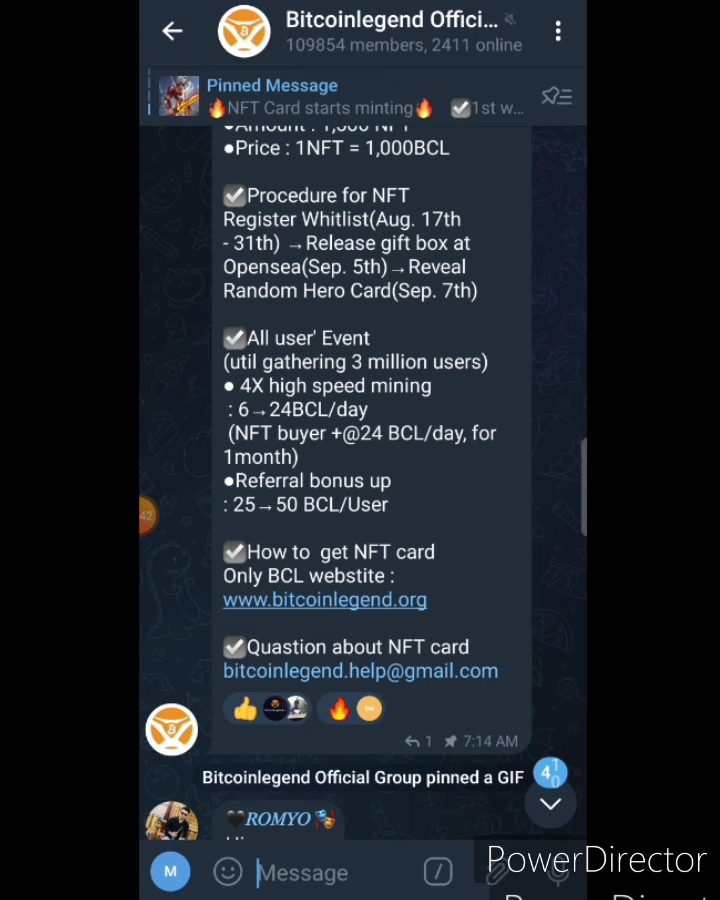 Bitcoinlegend Offici...
109854 members, 2411 online
Pinned Message
🔥NFT Card starts minting🔥 ✅1st w...
●Amount : 1,500 NFT
●Price : 1NFT = 1,000BCL
✅Procedure for NFT
Register Whitlist(Aug. 17th
- 31th) →Release gift box at
Opensea(Sep. 5th)→Reveal
Random Hero Card(Sep. 7th)
✅All user' Event
(util gathering 3 million users)
● 4X high speed mining
: 6→24BCL/day
(NFT buyer +@24 BCL/day, for
1month)
●Referral bonus up
: 25→50 BCL/User
42
✅How to get NFT card
Only BCL webstite :
www.bitcoinlegend.org
✅Quastion about NFT card
bitcoinlegend.help@gmail.com
1 7:14 AM
Bitcoinlegend Official Group pinned a GIF
🖤ROMYO🎭
M
Message
PowerDirector